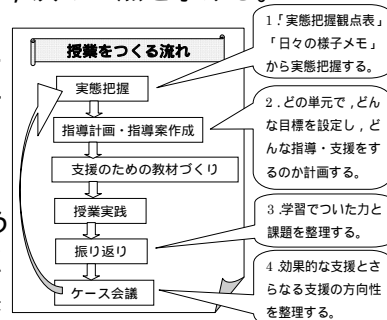 授業をつくる流れ
実態把握
指導計画・指導案作成
支援のための教材づくり
授業実践
振り返り
ケース会議
１.「実態把握観点表」
「日々の様子メモ」
から実態把握する。
２.どの単元で，どん
な目標を設定し，ど
んな指導・支援をす
るのか計画する。
３.学習でついた力と
課題を整理する。
４.効果的な支援とさ
らなる支援の方向性
を整理する。